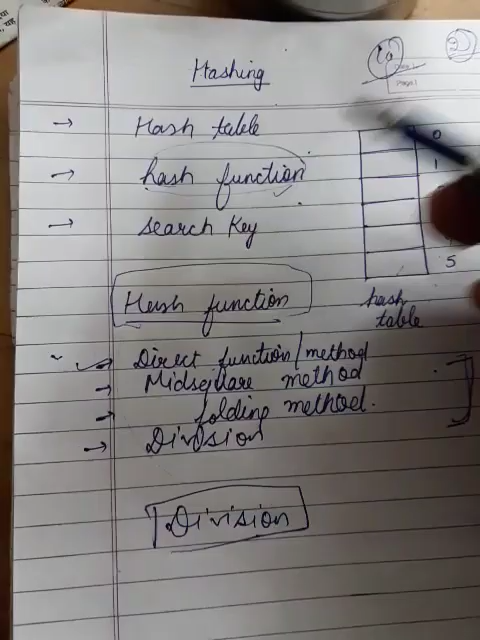 Hashing
→ Hash table
→ hash function
→ search Key
0
1
5
hash
table
Hash function
Direct function/method
→ Midsquare method
→ folding method.
→ Division
Division